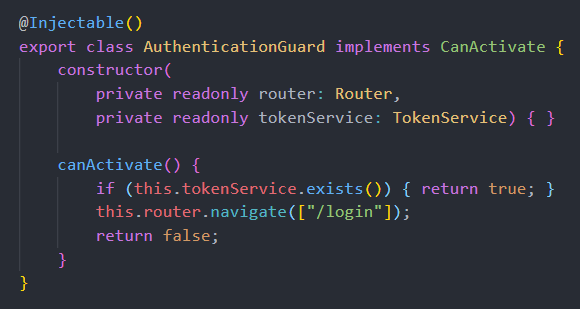 @Injectable()
export class AuthenticationGuard implements CanActivate {
    constructor(
        private readonly router: Router,
        private readonly tokenService: TokenService) { }

    canActivate() {
        if (this.tokenService.exists()) { return true; }
        this.router.navigate(["/login"]);
        return false;
    }
}